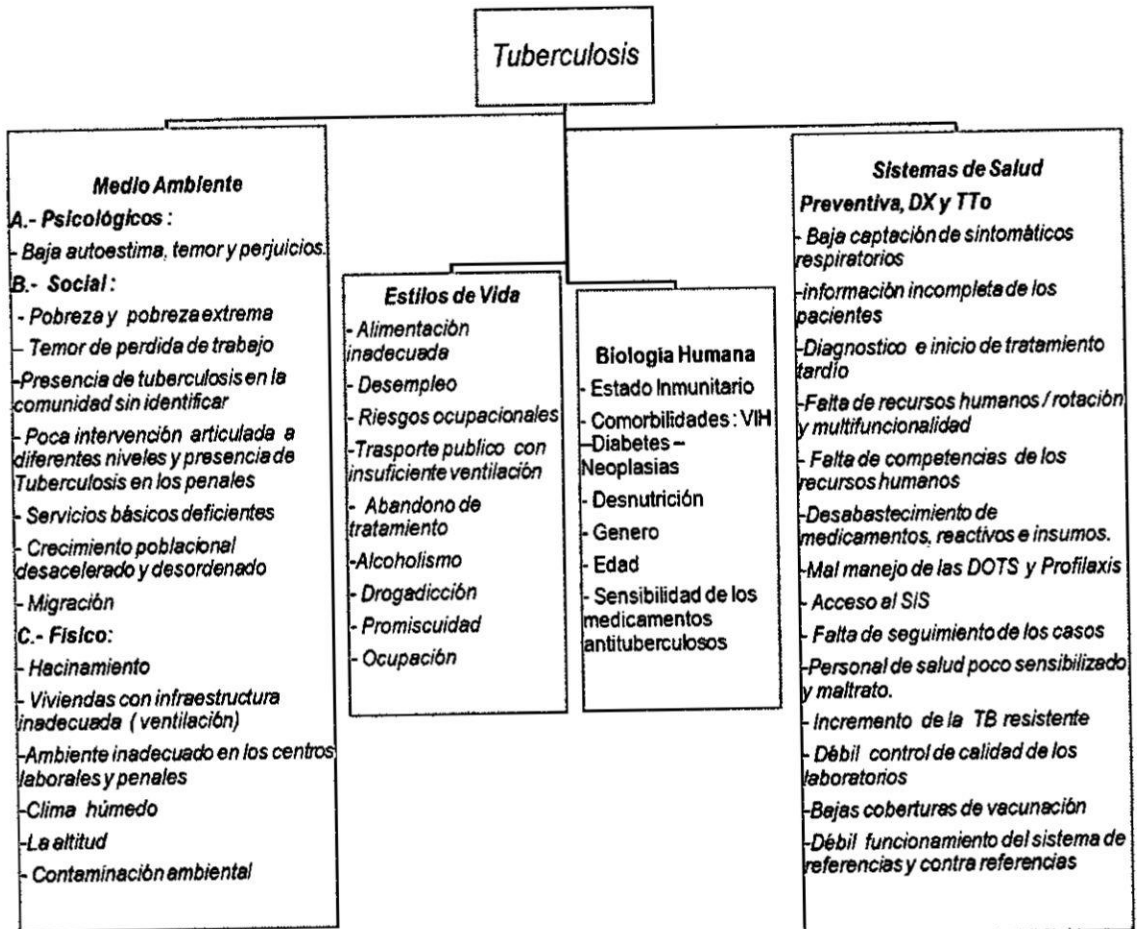 Tuberculosis
Medio Ambiente
A.- Psicológicos :
- Baja autoestima, temor y perjuicios.
B.- Social :
- Pobreza y pobreza extrema
– Temor de perdida de trabajo
-Presencia de tuberculosis en la
comunidad sin identificar
- Poca intervención articulada a
diferentes niveles y presencia de
Tuberculosis en los penales
- Servicios básicos deficientes
- Crecimiento poblacional
desacelerado y desordenado
- Migración
C.- Físico:
- Hacinamiento
- Viviendas con infraestructura
inadecuada ( ventilación)
-Ambiente inadecuado en los centros
laborales y penales
-Clima húmedo
-La altitud
- Contaminación ambiental
Estilos de Vida
- Alimentación
inadecuada
- Desempleo
- Riesgos ocupacionales
-Trasporte publico con
insuficiente ventilación
- Abandono de
tratamiento
-Alcoholismo
- Drogadicción
- Promiscuidad
- Ocupación
Biología Humana
- Estado Inmunitario
- Comorbilidades : VIH
–Diabetes –
Neoplasias
- Desnutrición
- Genero
- Edad
- Sensibilidad de los
medicamentos
antituberculosos
Sistemas de Salud
Preventiva, DX y TTo
- Baja captación de sintomáticos
respiratorios
-información incompleta de los
pacientes
-Diagnostico e inicio de tratamiento
tardío
-Falta de recursos humanos / rotación
y multifuncionalidad
- Falta de competencias de los
recursos humanos
-Desabastecimiento de
medicamentos, reactivos e insumos.
-Mal manejo de las DOTS y Profilaxis
- Acceso al SIS
- Falta de seguimiento de los casos
-Personal de salud poco sensibilizado
y maltrato.
- Incremento de la TB resistente
- Débil control de calidad de los
laboratorios
-Bajas coberturas de vacunación
-Débil funcionamiento del sistema de
referencias y contra referencias